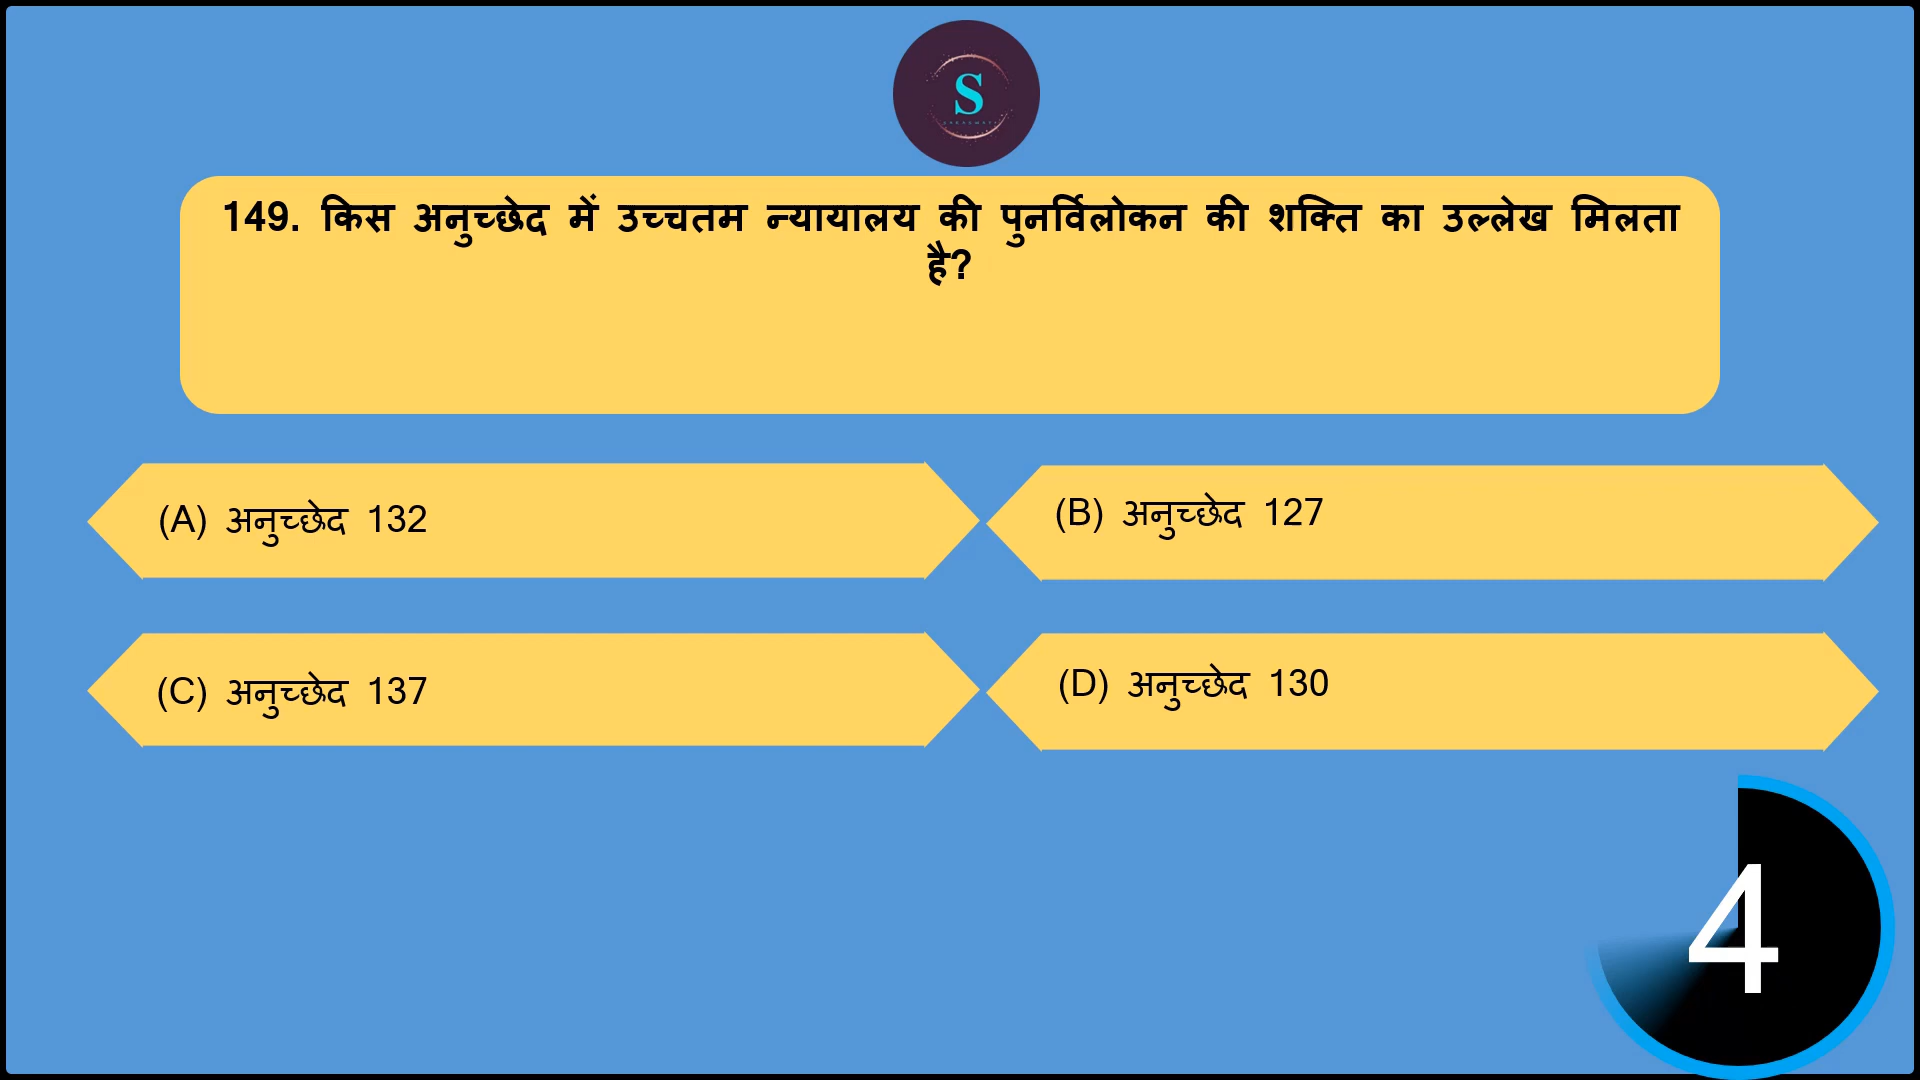 S
149. किस अनुच्छेद में उच्चतम न्यायालय की पुनर्विलोकन की शक्ति का उल्लेख मिलता
है?
(A) अनुच्छेद 132
(B) अनुच्छेद 127
(C) अनुच्छेद 137
(D) अनुच्छेद 130
4